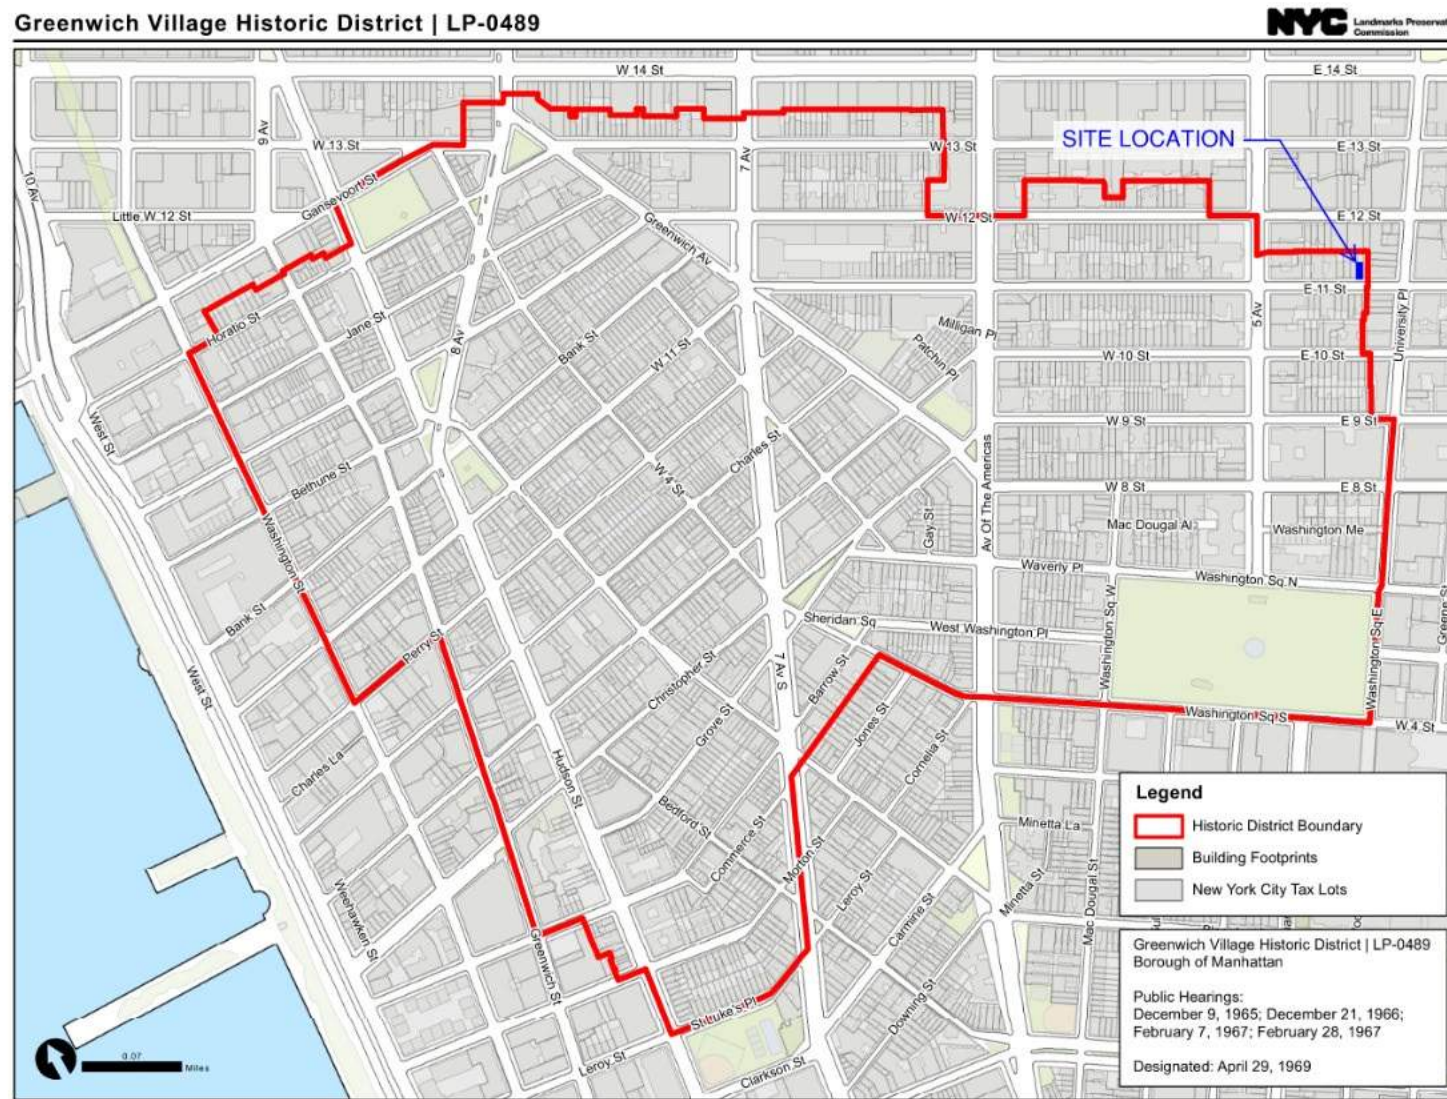 Greenwich Village Historic District | LP-0489
NYC
Landmarks Preservat
Commission
W 14 St
E 14 St
9 Av
W 13 St
7 Av
W 13 St
SITE LOCATION
E 13 St
10 Av
Gansevoort St
Little W 12 St
Greenwich Av
W 12 St
E 12 St
E 11 St
Horatio St
Jane St
8 Av
Bank St
W 11 St
Milligan Pl
Patchin Pl
5 Av
University Pl
W 10 St
E 10 St
West St
W 9 St
E 9 St
Charles St
Bethune St
W 4 St
Av Of The Americas
W 8 St
E 8 St
Gay St
Mac Dougal Al
Washington Me
Washington St
Waverly Pl
Washington Sq N
Bank St
Perry St
Sheridan Sq
West Washington Pl
Washington Sq W
Washington Sq E
Greene St
West St
Christopher St
7 Av S
Barrow St
Grove St
Jones St
Cornelia St
Washington Sq S
W 4 St
Charles La
Hudson St
Bedford St
Commerce St
Morton St
Minetta La
Leroy St
Minetta St
Mac Dougal St
Weehawken St
Carmine St
Greenwich St
Downing St
St Luke's Pl
Leroy St
Clarkson St
Legend
Historic District Boundary
Building Footprints
New York City Tax Lots
Greenwich Village Historic District | LP-0489
Borough of Manhattan
Public Hearings:
December 9, 1965; December 21, 1966;
February 7, 1967; February 28, 1967
Designated: April 29, 1969
0.07
Miles